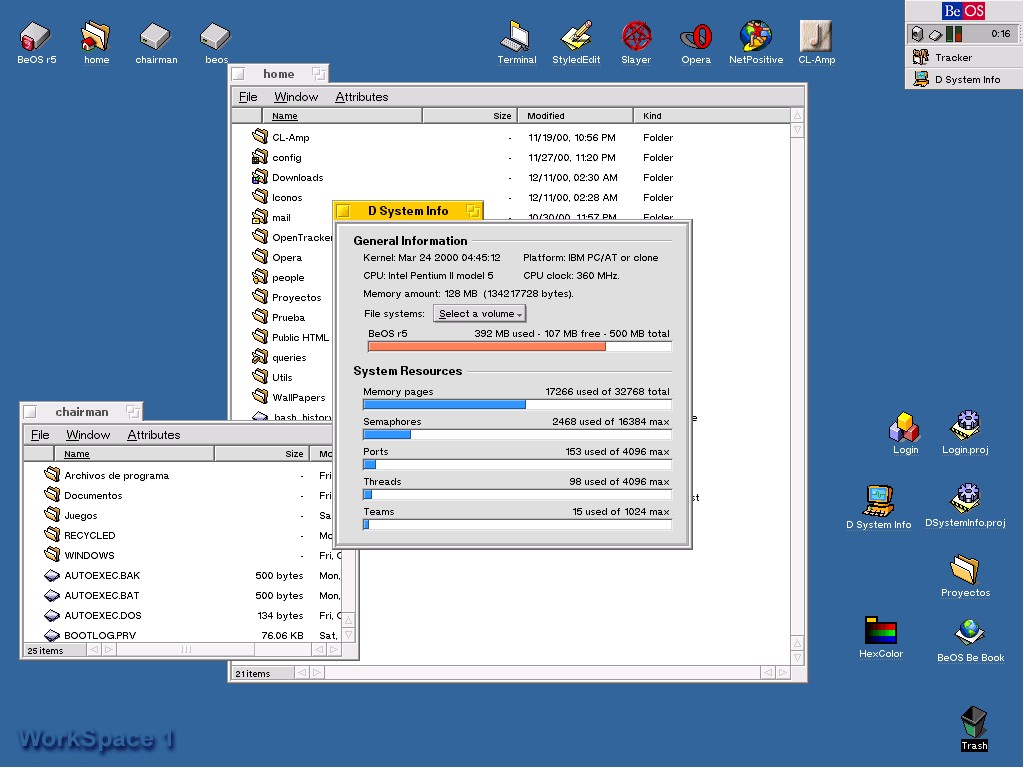 BeOS r5
home
chairman
beos
Terminal
StyledEdit
Slayer
Opera
NetPositive
CL-Amp
Be OS
0:16
Tracker
D System Info
home
File Window Attributes
Name Size Modified Kind
CL-Amp - 11/19/00, 10:56 PM Folder
config - 11/27/00, 11:20 PM Folder
Downloads - 12/11/00, 02:30 AM Folder
Iconos - 12/11/00, 02:28 AM Folder
mail - 10/30/00, 11:57 PM Folder
OpenTracker
Opera
people
Proyectos
Prueba
Public HTML
queries
Utils
WallPapers
.bash_history
21 items
D System Info
General Information
Kernel: Mar 24 2000 04:45:12 Platform: IBM PC/AT or clone
CPU: Intel Pentium II model 5 CPU clock: 360 MHz.
Memory amount: 128 MB (134217728 bytes).
File systems: Select a volume
BeOS r5 392 MB used - 107 MB free - 500 MB total
System Resources
Memory pages 17266 used of 32768 total
Semaphores 2468 used of 16384 max
Ports 153 used of 4096 max
Threads 98 used of 4096 max
Teams 15 used of 1024 max
chairman
File Window Attributes
Name Size Mo
Archivos de programa - Fri
Documentos - Fri
Juegos - Sa
RECYCLED - Mo
WINDOWS - Fri, C
AUTOEXEC.BAK 500 bytes Mon,
AUTOEXEC.BAT 500 bytes Mon,
AUTOEXEC.DOS 134 bytes Fri, C
BOOTLOG.PRV 76.06 KB Sat,
25 items
Login
Login.proj
D System Info
DSystemInfo.proj
Proyectos
HexColor
BeOS Be Book
Trash
WorkSpace 1